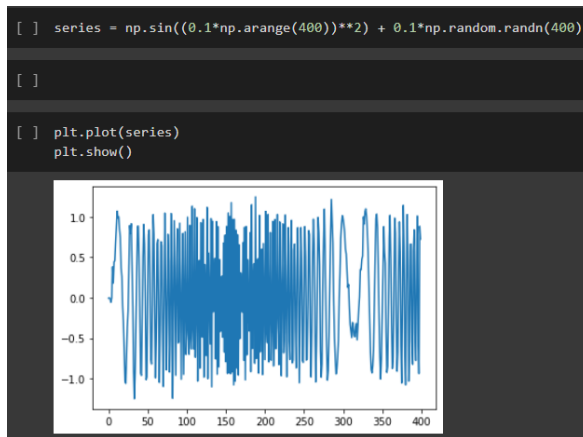 [ ] series = np.sin((0.1*np.arange(400))**2) + 0.1*np.random.randn(400)
[ ]
[ ] plt.plot(series)
plt.show()
1.0
0.5
0.0
−0.5
−1.0
0 50 100 150 200 250 300 350 400